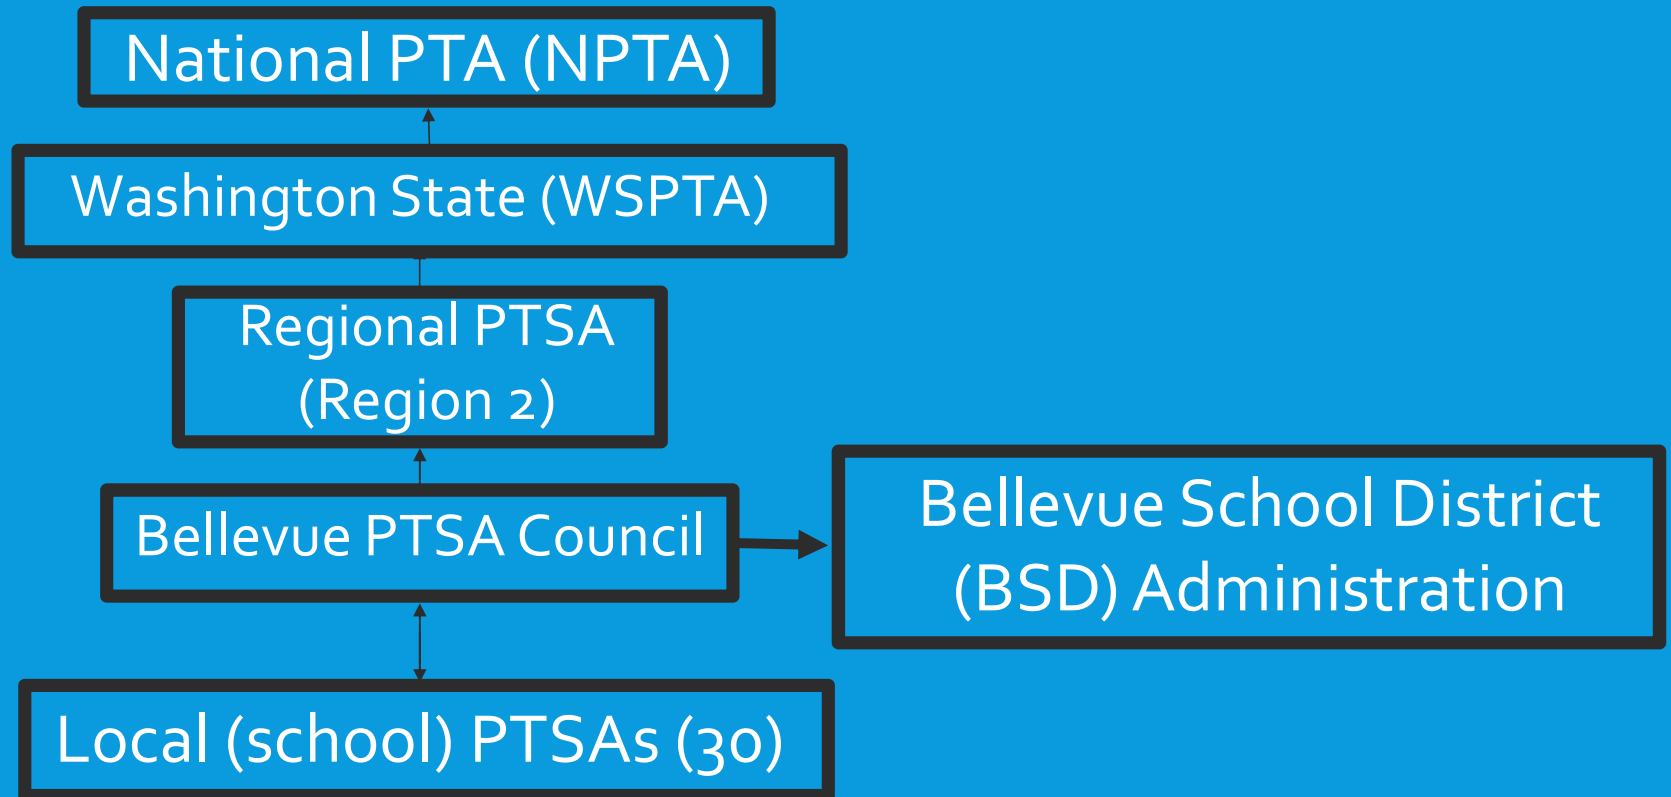 National PTA (NPTA)
Washington State (WSPTA)
Regional PTSA
(Region 2)
Bellevue PTSA Council
Bellevue School District
(BSD) Administration
Local (school) PTSAs (30)